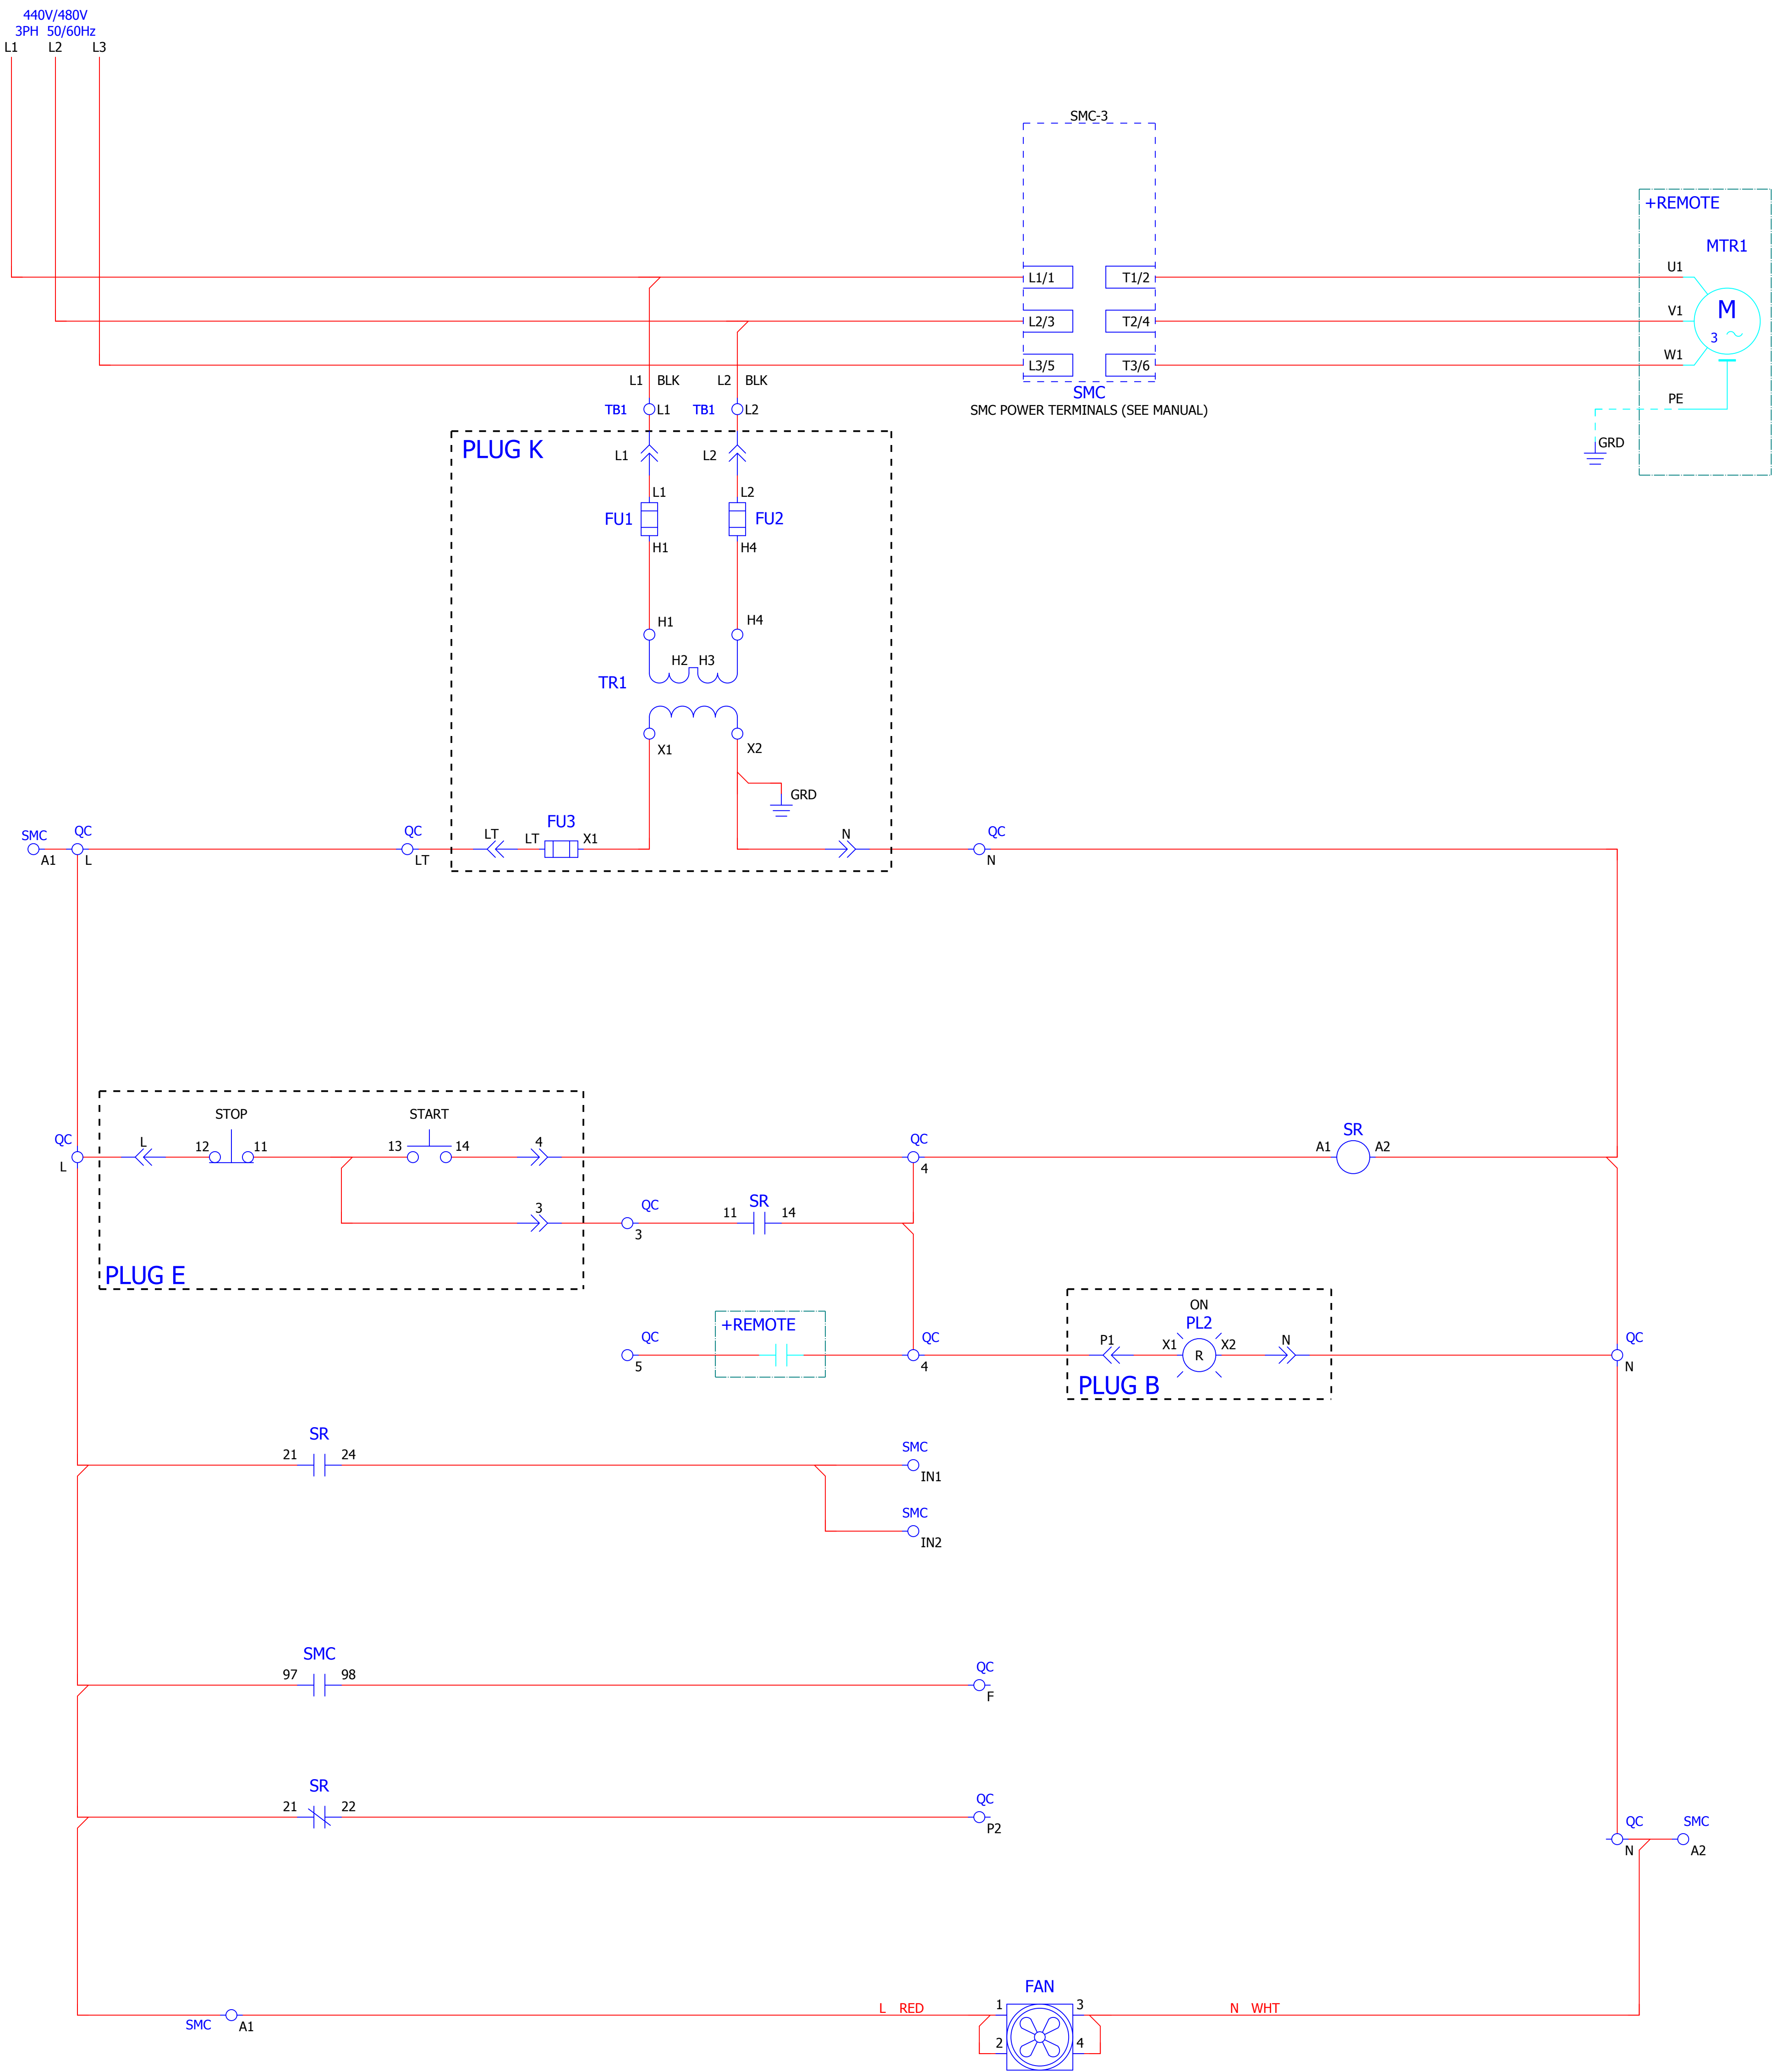 440V/480V
3PH 50/60Hz
L1 L2 L3
SMC-3
+REMOTE
MTR1
L1/1 T1/2 U1
M
3
L2/3 T2/4 V1
L3/5 T3/6 W1
SMC
SMC POWER TERMINALS (SEE MANUAL)
PE
GRD
L1 BLK L2 BLK
TB1 L1 TB1 L2
PLUG K
L1 L2
L1 L2
FU1 FU2
H1 H4
H1 H4
H2 H3
TR1
X1 X2
GRD
SMC QC QC LT LT FU3 X1 N QC
A1 L LT N
STOP START
QC L 12 11 13 14 4 QC SR
L 4 A1 A2
3 QC 11 SR 14
3
PLUG E
+REMOTE
ON
PL2
QC QC P1 X1 R X2 N QC
5 4 N
PLUG B
SR SMC
21 24 IN1
SMC
IN2
SMC QC
97 98 F
SR QC
21 22 P2
QC SMC
N A2
FAN
L RED 1 3 N WHT
SMC A1
2 4